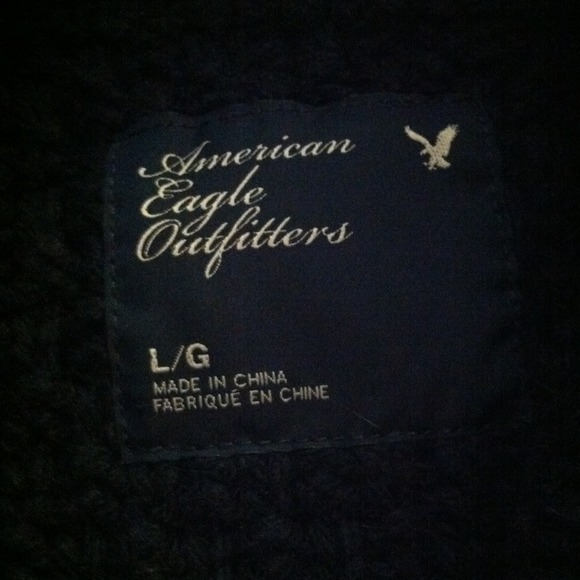 American
Eagle
Outfitters
L/G
MADE IN CHINA
FABRIQUÉ EN CHINE